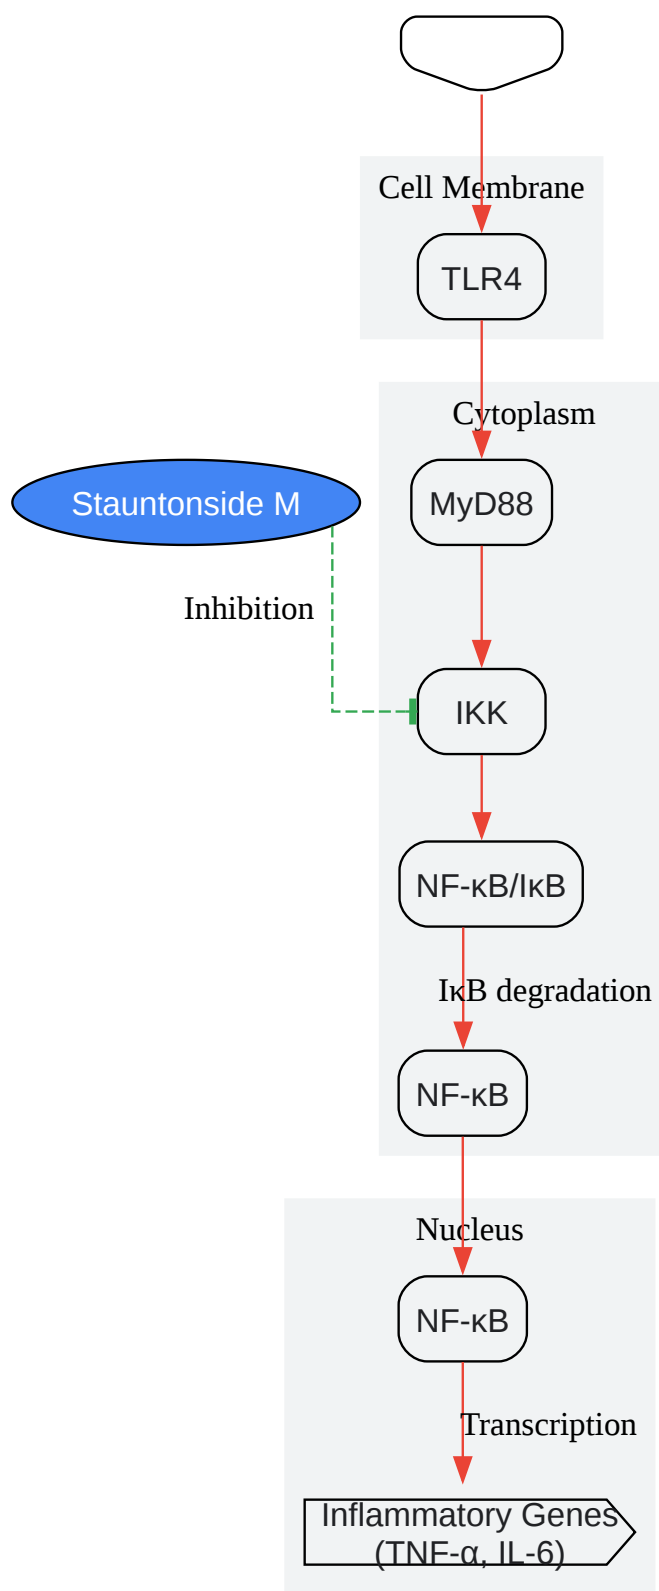 Cell Membrane
TLR4
Cytoplasm
Stauntonside M
MyD88
Inhibition
IKK
NF-κB/IκB
IκB degradation
NF-κB
Nucleus
NF-κB
Transcription
Inflammatory Genes
(TNF-α, IL-6)